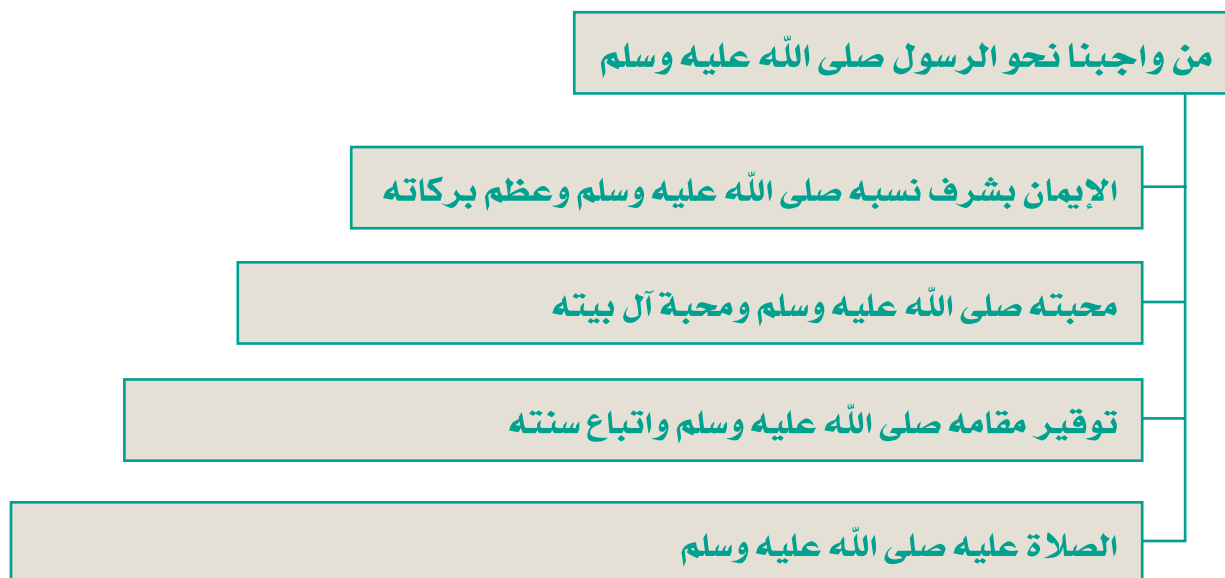 من واجبنا نحو الرسول صلى الله عليه وسلم
الإيمان بشرف نسبه صلى الله عليه وسلم وعظم بركاته
محبته صلى الله عليه وسلم ومحبة آل بيته
توقير مقامه صلى الله عليه وسلم واتباع سنته
الصلاة عليه صلى الله عليه وسلم